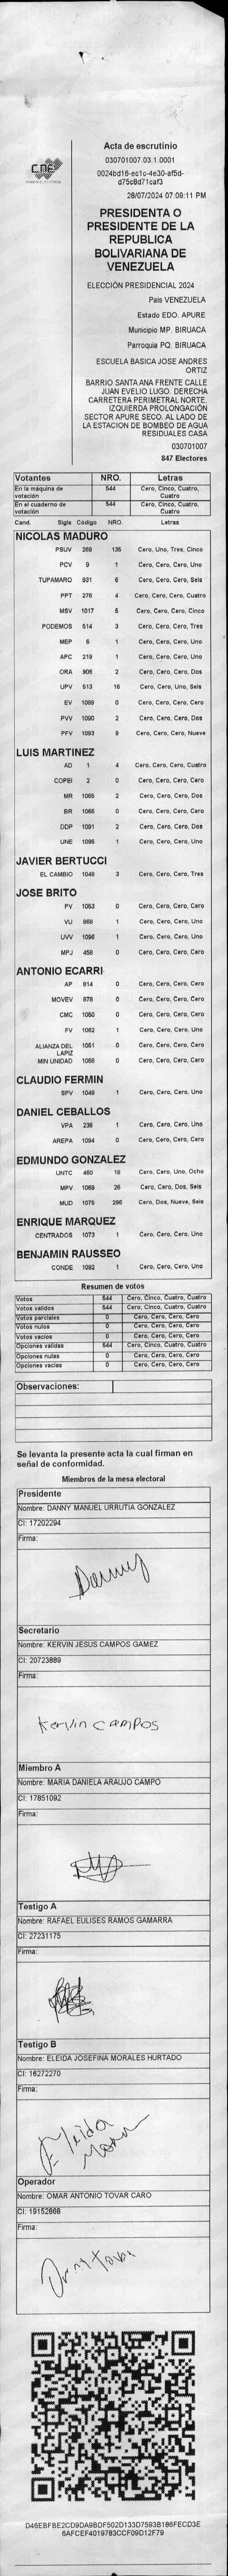 CNE
Acta de escrutinio
030701007.03.1.0001
0024bd16-ec1c-4e30-af5d-
d75c8d71caf3
28/07/2024 07:09:11 PM
PRESIDENTA O
PRESIDENTE DE LA
REPUBLICA
BOLIVARIANA DE
VENEZUELA
ELECCIÓN PRESIDENCIAL 2024
Pais VENEZUELA
Estado EDO. APURE
Municipio MP. BIRUACA
Parroquia PQ. BIRUACA
ESCUELA BASICA JOSE ANDRES
ORTIZ
BARRIO SANTA ANA FRENTE CALLE
JUAN EVELIO LUGO. DERECHA
CARRETERA PERIMETRAL NORTE.
IZQUIERDA PROLONGACIÓN
SECTOR APURE SECO. AL LADO DE
LA ESTACION DE BOMBEO DE AGUA
RESIDUALES CASA
030701007
847 Electores
Votantes NRO. Letras
En la máquina de votación 544 Cero, Cinco, Cuatro, Cuatro
En el cuaderno de votación 544 Cero, Cinco, Cuatro, Cuatro
Cand. Sigla Codigo NRO. Letras
NICOLAS MADURO
PSUV 269 135 Cero, Uno, Tres, Cinco
PCV 9 1 Cero, Cero, Cero, Uno
TUPAMARO 931 6 Cero, Cero, Cero, Seis
PPT 276 4 Cero, Cero, Cero, Cuatro
MSV 1017 5 Cero, Cero, Cero, Cinco
PODEMOS 514 3 Cero, Cero, Cero, Tres
MEP 5 1 Cero, Cero, Cero, Uno
APC 219 1 Cero, Cero, Cero, Uno
ORA 906 2 Cero, Cero, Cero, Dos
UPV 513 16 Cero, Cero, Uno, Seis
EV 1089 0 Cero, Cero, Cero, Cero
PVV 1090 2 Cero, Cero, Cero, Dos
PFV 1093 9 Cero, Cero, Cero, Nueve
LUIS MARTINEZ
AD 1 4 Cero, Cero, Cero, Cuatro
COPEI 2 0 Cero, Cero, Cero, Cero
MR 1065 2 Cero, Cero, Cero, Dos
BR 1066 0 Cero, Cero, Cero, Cero
DDP 1091 2 Cero, Cero, Cero, Dos
UNE 1095 1 Cero, Cero, Cero, Uno
JAVIER BERTUCCI
EL CAMBIO 1048 3 Cero, Cero, Cero, Tres
JOSE BRITO
PV 1053 0 Cero, Cero, Cero, Cero
VU 868 1 Cero, Cero, Cero, Uno
UVV 1096 1 Cero, Cero, Cero, Uno
MPJ 458 0 Cero, Cero, Cero, Cero
ANTONIO ECARRI
AP 814 0 Cero, Cero, Cero, Cero
MOVEV 878 0 Cero, Cero, Cero, Cero
CMC 1050 0 Cero, Cero, Cero, Cero
FV 1062 1 Cero, Cero, Cero, Uno
ALIANZA DEL LAPIZ 1051 0 Cero, Cero, Cero, Cero
MIN UNIDAD 1068 0 Cero, Cero, Cero, Cero
CLAUDIO FERMIN
SPV 1049 1 Cero, Cero, Cero, Uno
DANIEL CEBALLOS
VPA 236 1 Cero, Cero, Cero, Uno
AREPA 1094 0 Cero, Cero, Cero, Cero
EDMUNDO GONZALEZ
UNTC 460 18 Cero, Cero, Uno, Ocho
MPV 1069 26 Cero, Cero, Dos, Seis
MUD 1075 296 Cero, Dos, Nueve, Seis
ENRIQUE MARQUEZ
CENTRADOS 1073 1 Cero, Cero, Cero, Uno
BENJAMIN RAUSSEO
CONDE 1092 1 Cero, Cero, Cero, Uno
Resumen de votos
Votos 544 Cero, Cinco, Cuatro, Cuatro
Votos validos 544 Cero, Cinco, Cuatro, Cuatro
Votos parciales 0 Cero, Cero, Cero, Cero
Votos nulos 0 Cero, Cero, Cero, Cero
Votos vacios 0 Cero, Cero, Cero, Cero
Opciones validas 544 Cero, Cinco, Cuatro, Cuatro
Opciones nulas 0 Cero, Cero, Cero, Cero
Opciones vacias 0 Cero, Cero, Cero, Cero
Observaciones:
Se levanta la presente acta la cual firman en
señal de conformidad.
Miembros de la mesa electoral
Presidente
Nombre: DANNY MANUEL URRUTIA GONZALEZ
CI: 17202294
Firma:
Danny
Secretario
Nombre: KERVIN JESUS CAMPOS GAMEZ
CI: 20723889
Firma:
Kervin CAMPOS
Miembro A
Nombre: MARIA DANIELA ARAUJO CAMPO
CI: 17851092
Firma:
Testigo A
Nombre: RAFAEL EULISES RAMOS GAMARRA
CI: 27231175
Firma:
Testigo B
Nombre: ELEIDA JOSEFINA MORALES HURTADO
CI: 16272270
Firma:
Operador
Nombre: OMAR ANTONIO TOVAR CARO
CI: 19152868
Firma:
D46EBFBE2CD9DA9BDF502D133D7593B186FECD3E
6AFCEF4019783CCF09D12F79